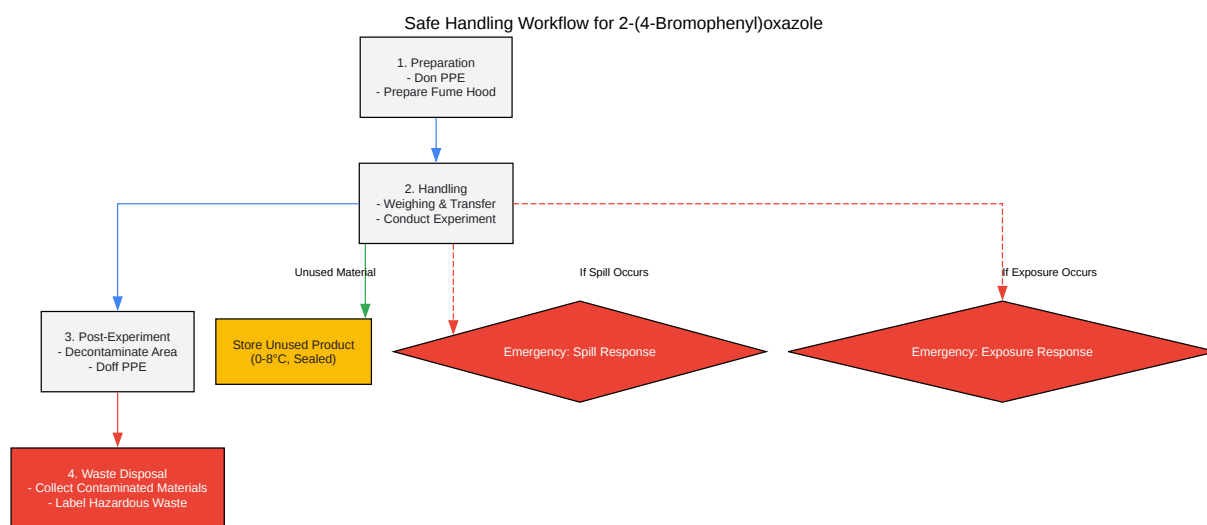 Safe Handling Workflow for 2-(4-Bromophenyl)oxazole
1. Preparation
- Don PPE
- Prepare Fume Hood
2. Handling
- Weighing & Transfer
- Conduct Experiment
Unused Material
If Spill Occurs
If Exposure Occurs
3. Post-Experiment
- Decontaminate Area
- Doff PPE
Store Unused Product
(0-8°C, Sealed)
Emergency: Spill Response
Emergency: Exposure Response
4. Waste Disposal
- Collect Contaminated Materials
- Label Hazardous Waste